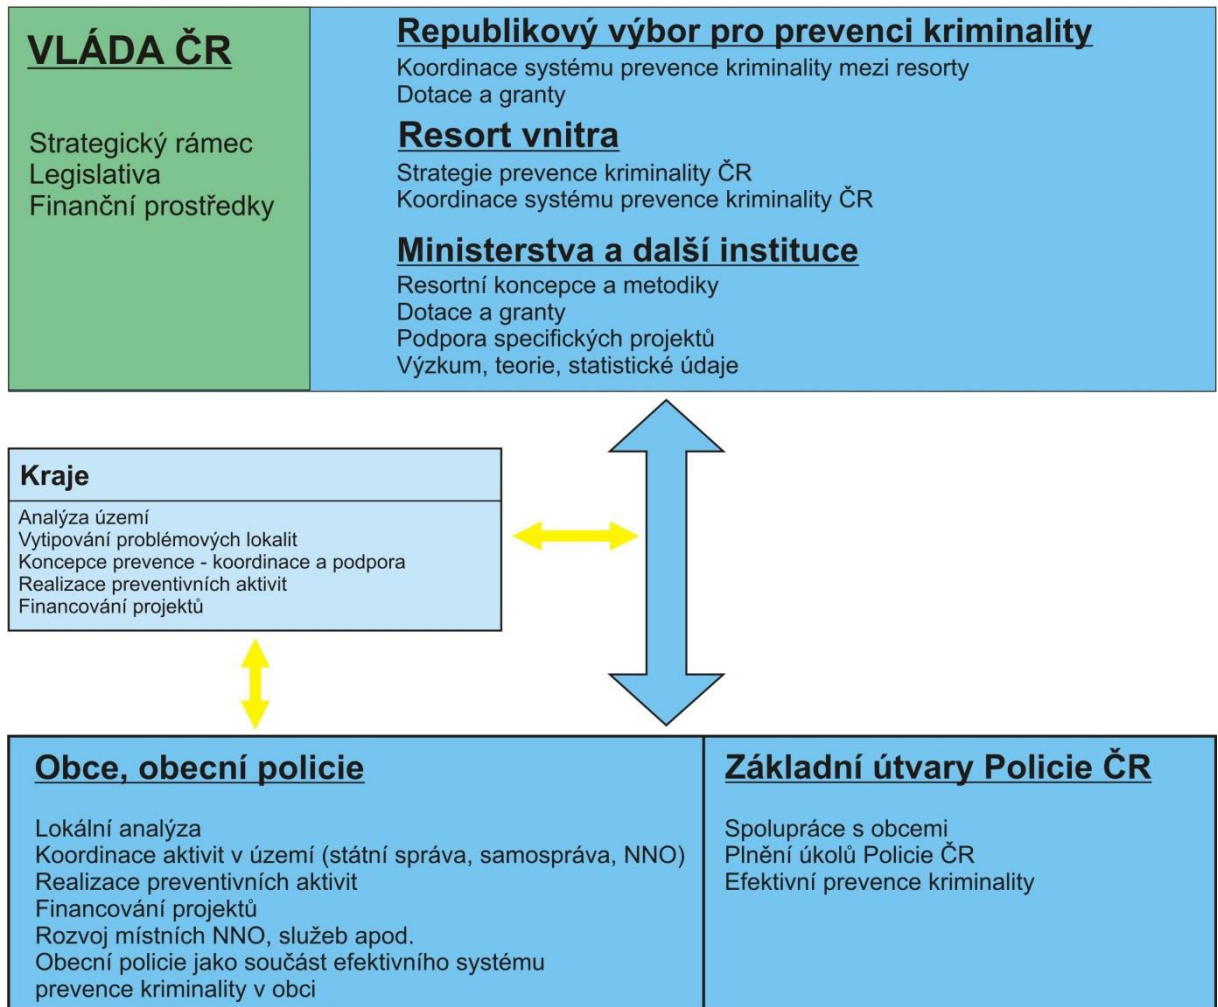 VLÁDA ČR
Strategický rámec
Legislativa
Finanční prostředky
Republikový výbor pro prevenci kriminality
Koordinace systému prevence kriminality mezi resorty
Dotace a granty
Resort vnitra
Strategie prevence kriminality ČR
Koordinace systému prevence kriminality ČR
Ministerstva a další instituce
Resortní koncepce a metodiky
Dotace a granty
Podpora specifických projektů
Výzkum, teorie, statistické údaje
Kraje
Analýza území
Vytipování problémových lokalit
Koncepce prevence - koordinace a podpora
Realizace preventivních aktivit
Financování projektů
Obce, obecní policie
Lokální analýza
Koordinace aktivit v území (státní správa, samospráva, NNO)
Realizace preventivních aktivit
Financování projektů
Rozvoj místních NNO, služeb apod.
Obecní policie jako součást efektivního systému
prevence kriminality v obci
Základní útvary Policie ČR
Spolupráce s obcemi
Plnění úkolů Policie ČR
Efektivní prevence kriminality